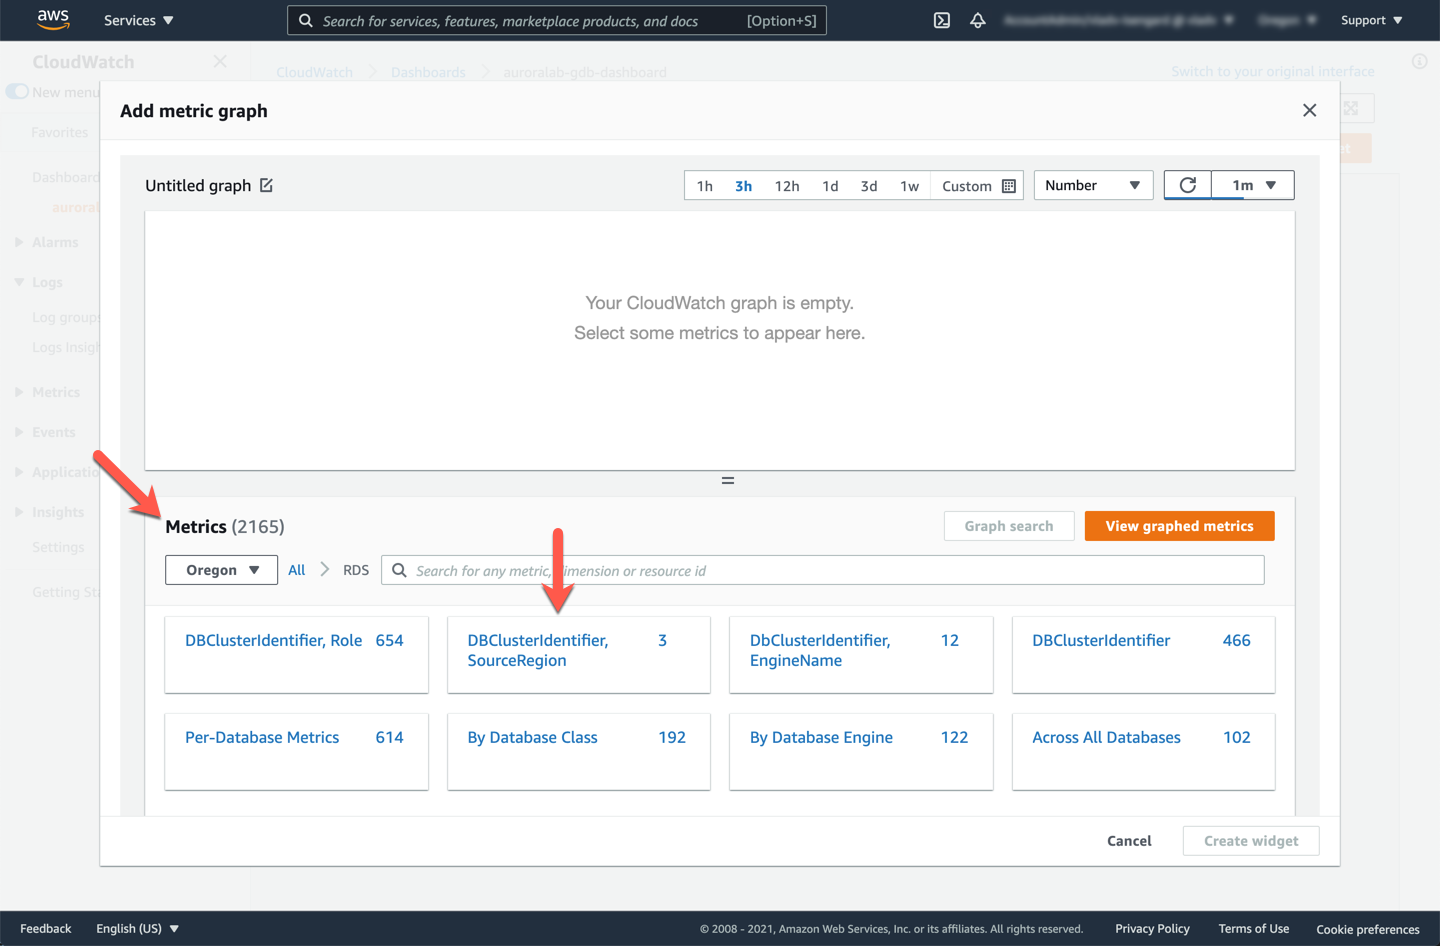 aws
Services
Search for services, features, marketplace products, and docs
[Option+S]
Support
CloudWatch
New menu
Favorites
Dashboard
auroral
Alarms
Logs
Log groups
Logs Insigh
Metrics
Events
Applicatio
Insights
Settings
Getting Sta
CloudWatch
Dashboards
auroralab-gdb-dashboard
Switch to your original interface
Add metric graph
Untitled graph
1h
3h
12h
1d
3d
1w
Custom
Number
1m
Your CloudWatch graph is empty.
Select some metrics to appear here.
Metrics (2165)
Graph search
View graphed metrics
Oregon
All
RDS
Search for any metric, dimension or resource id
DBClusterIdentifier, Role 654
DBClusterIdentifier, 3
SourceRegion
DbClusterIdentifier, 12
EngineName
DBClusterIdentifier 466
Per-Database Metrics 614
By Database Class 192
By Database Engine 122
Across All Databases 102
Cancel
Create widget
Feedback
English (US)
© 2008 - 2021, Amazon Web Services, Inc. or its affiliates. All rights reserved.
Privacy Policy
Terms of Use
Cookie preferences